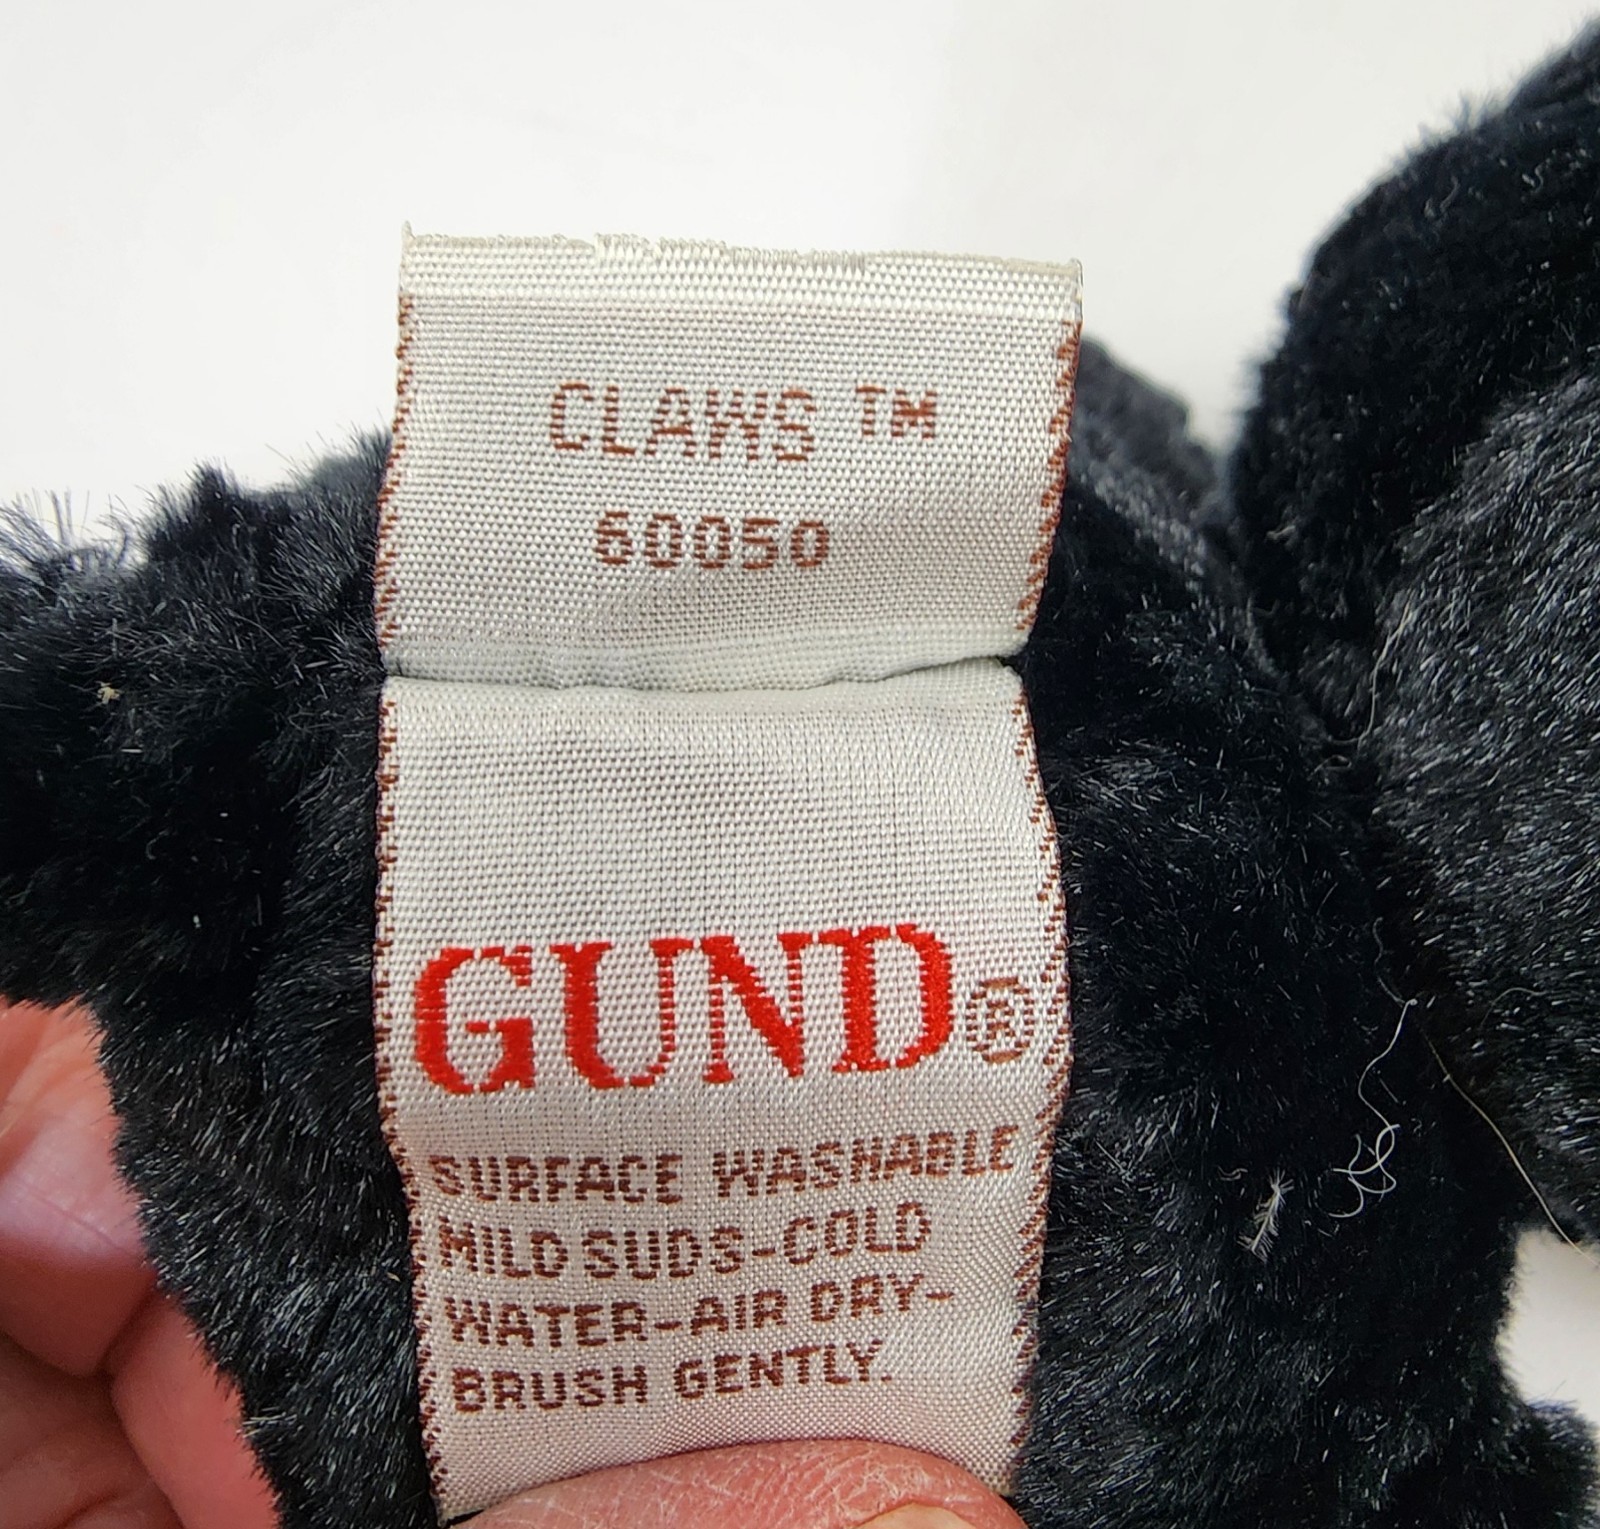 CLAWS ™
60050
GUND®
SURFACE WASHABLE
MILD SUDS-COLD
WATER-AIR DRY-
BRUSH GENTLY.